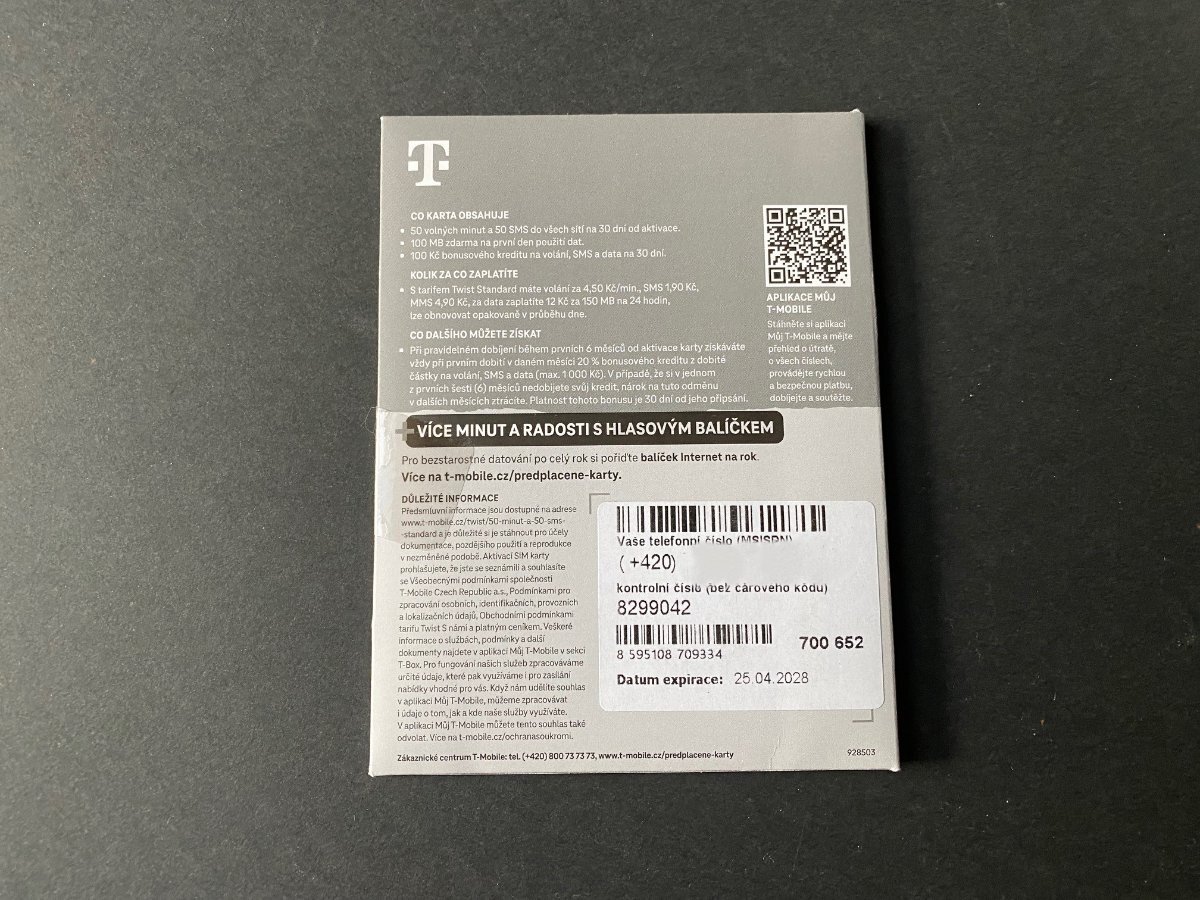 T
CO KARTA OBSAHUJE
• 50 volných minut a 50 SMS do všech sítí na 30 dní od aktivace.
• 100 MB zdarma na první den použití dat.
• 100 Kč bonusového kreditu na volání, SMS a data na 30 dní.
KOLIK ZA CO ZAPLATÍTE
• S tarifem Twist Standard máte volání za 4,50 Kč/min., SMS 1,90 Kč,
MMS 4,90 Kč, za data zaplatíte 12 Kč za 150 MB na 24 hodin,
lze obnovovat opakovaně v průběhu dne.
CO DALŠÍHO MŮŽETE ZÍSKAT
• Při pravidelném dobíjení během prvních 6 měsíců od aktivace karty získáváte
vždy při prvním dobití v daném měsíci 20 % bonusového kreditu z dobité
částky na volání, SMS a data (max. 1 000 Kč). V případě, že si v jednom
z prvních šesti (6) měsíců nedobijete svůj kredit, nárok na tuto odměnu
v dalších měsících ztrácíte. Platnost tohoto bonusu je 30 dní od jeho připsání.
APLIKACE MŮJ
T-MOBILE
Stáhněte si aplikaci
Můj T-Mobile a mějte
přehled o útratě,
o všech číslech,
provádějte rychlou
a bezpečnou platbu,
dobíjejte a soutěžte.
+ VÍCE MINUT A RADOSTI S HLASOVÝM BALÍČKEM
Pro bezstarostné datování po celý rok si pořiďte balíček Internet na rok.
Více na t-mobile.cz/predplacene-karty.
DŮLEŽITÉ INFORMACE
Předsmluvní informace jsou dostupné na adrese
www.t-mobile.cz/twist/50-minut-a-50-sms-
-standard a je důležité si je stáhnout pro účely
dokumentace, pozdějšího použití a reprodukce
v nezměněné podobě. Aktivací SIM karty
prohlašujete, že jste se seznámili a souhlasíte
se Všeobecnými podmínkami společnosti
T-Mobile Czech Republic a.s., Podmínkami pro
zpracování osobních, identifikačních, provozních
a lokalizačních údajů, Obchodními podmínkami
tarifu Twist S námi a platným ceníkem. Veškeré
informace o službách, podmínky a další
dokumenty najdete v aplikaci Můj T-Mobile v sekci
T-Box. Pro fungování našich služeb zpracováváme
určité údaje, které pak využíváme i pro zasílání
nabídky vhodné pro vás. Když nám udělíte souhlas
v aplikaci Můj T-Mobile, můžeme zpracovávat
i údaje o tom, jak a kde naše služby využíváte.
V aplikaci Můj T-Mobile můžete tento souhlas také
odvolat. Více na t-mobile.cz/ochranasoukromi.
Vaše telefonní číslo (MSISDN)
( +420)
kontrolní číslo (bez čárového kódu)
8299042
8 595108 709334
700 652
Datum expirace: 25.04.2028
Zákaznické centrum T-Mobile: tel. (+420) 800 73 73 73, www.t-mobile.cz/predplacene-karty
928503